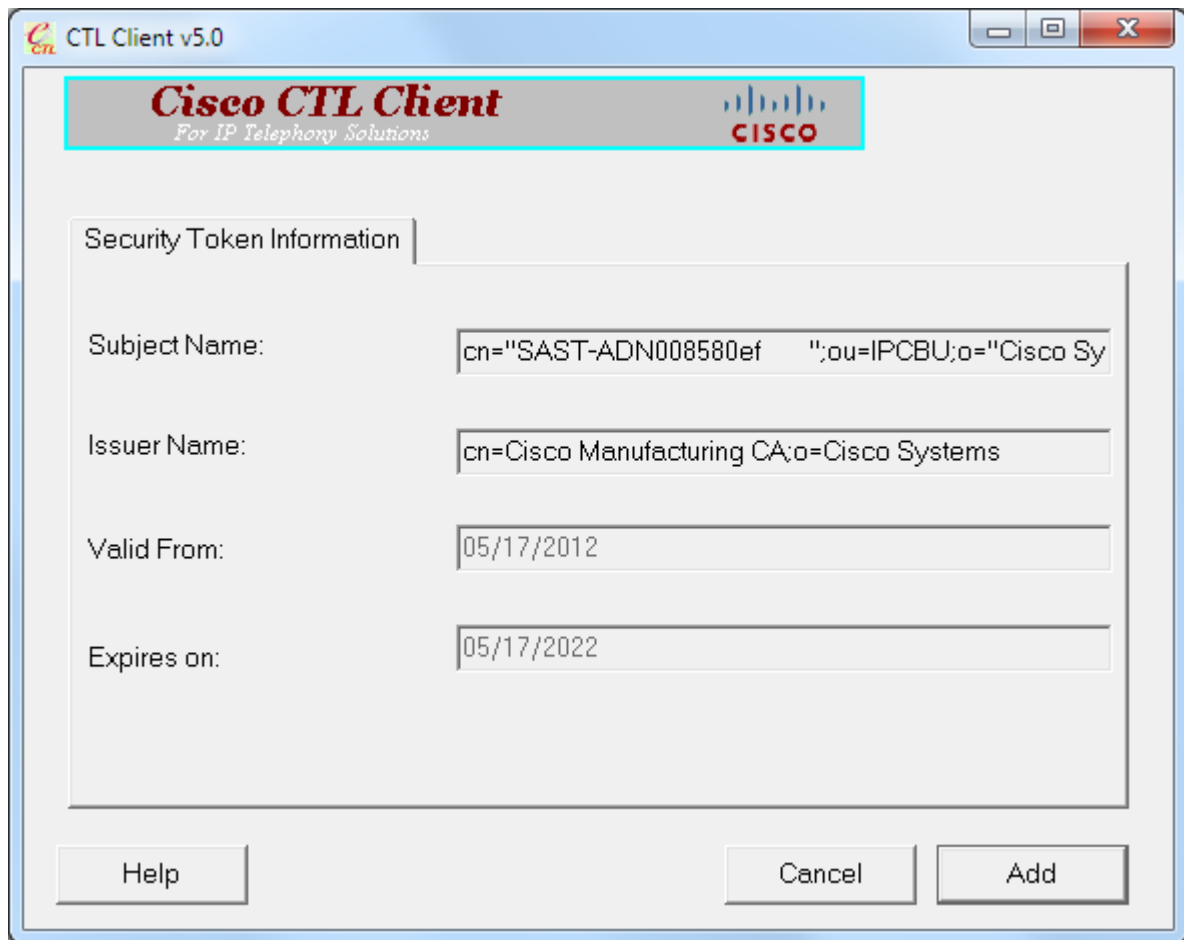 CTL Client v5.0
Cisco CTL Client
For IP Telephony Solutions
CISCO
Security Token Information
Subject Name:
cn="SAST-ADN008580ef      ";ou=IPCBU;o="Cisco Sy
Issuer Name:
cn=Cisco Manufacturing CA;o=Cisco Systems
Valid From:
05/17/2012
Expires on:
05/17/2022
Help
Cancel
Add